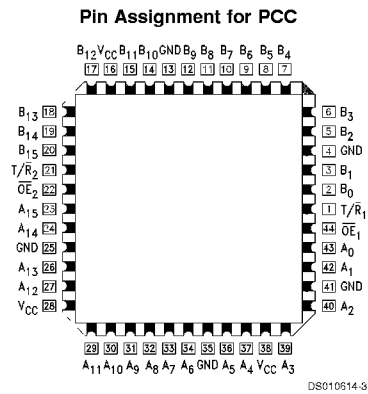 Pin Assignment for PCC
B12 VCC B11 B10 GND B9 B8 B7 B6 B5 B4
17 16 15 14 13 12 11 10 9 8 7
B13 18 6 B3
B14 19 5 B2
B15 20 4 GND
T/R̅2 21 3 B1
O̅E̅2 22 2 B0
A15 23 1 T/R̅1
A14 24 44 O̅E̅1
GND 25 43 A0
A13 26 42 A1
A12 27 41 GND
VCC 28 40 A2
29 30 31 32 33 34 35 36 37 38 39
A11 A10 A9 A8 A7 A6 GND A5 A4 VCC A3
DS010614-3